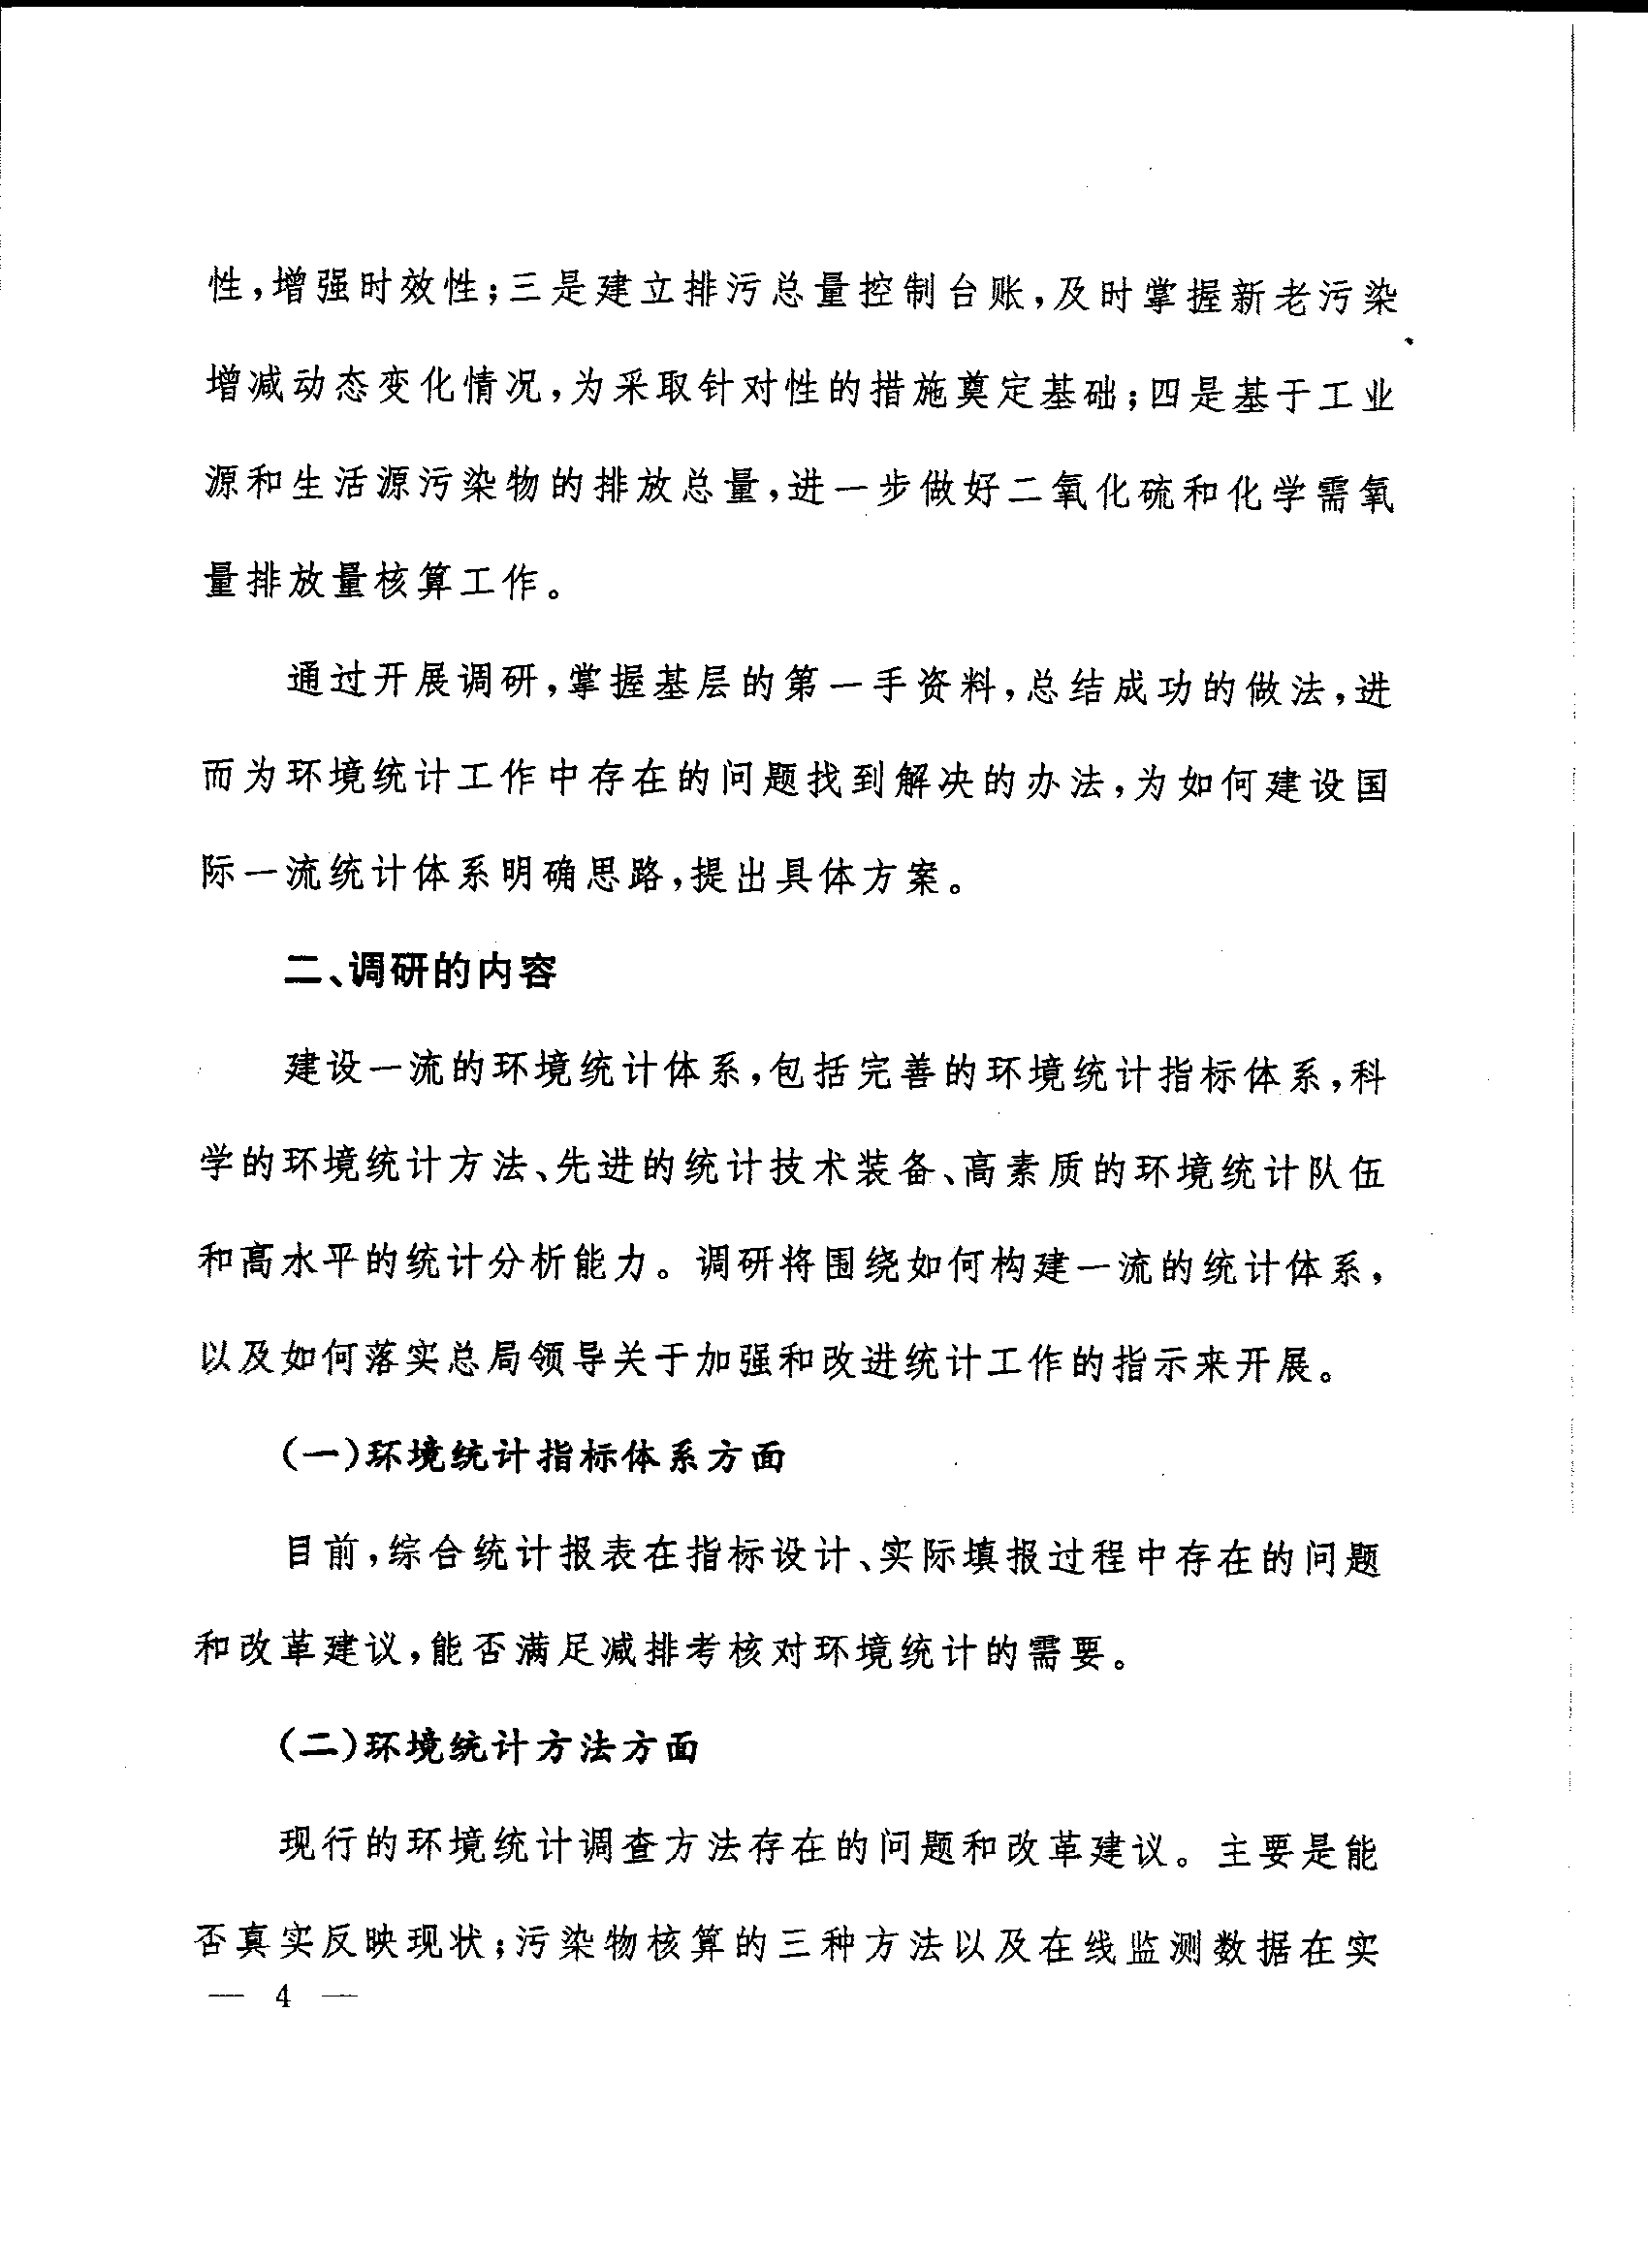 性,增强时效性;三是建立排污总量控制台账,及时掌握新老污染
增减动态变化情况,为采取针对性的措施奠定基础;四是基于工业
源和生活源污染物的排放总量,进一步做好二氧化硫和化学需氧
量排放量核算工作。
通过开展调研,掌握基层的第一手资料,总结成功的做法,进
而为环境统计工作中存在的问题找到解决的办法,为如何建设国
际一流统计体系明确思路,提出具体方案。
二、调研的内容
建设一流的环境统计体系,包括完善的环境统计指标体系,科
学的环境统计方法、先进的统计技术装备、高素质的环境统计队伍
和高水平的统计分析能力。调研将围绕如何构建一流的统计体系,
以及如何落实总局领导关于加强和改进统计工作的指示来开展。
(一)环境统计指标体系方面
目前,综合统计报表在指标设计、实际填报过程中存在的问题
和改革建议,能否满足减排考核对环境统计的需要。
(二)环境统计方法方面
现行的环境统计调查方法存在的问题和改革建议。主要是能
否真实反映现状;污染物核算的三种方法以及在线监测数据在实
— 4 —